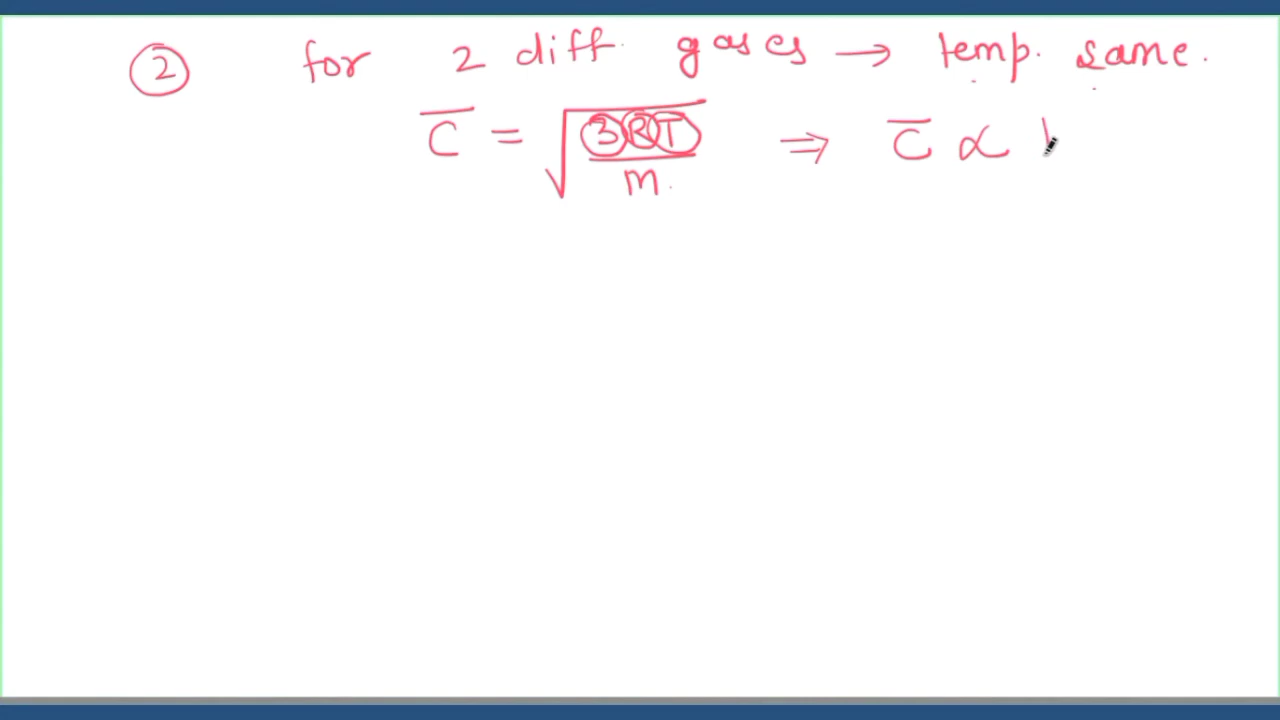 ② for 2 diff. gases → temp. same.
C̅ = √(3RT/m) ⇒ C̅ ∝